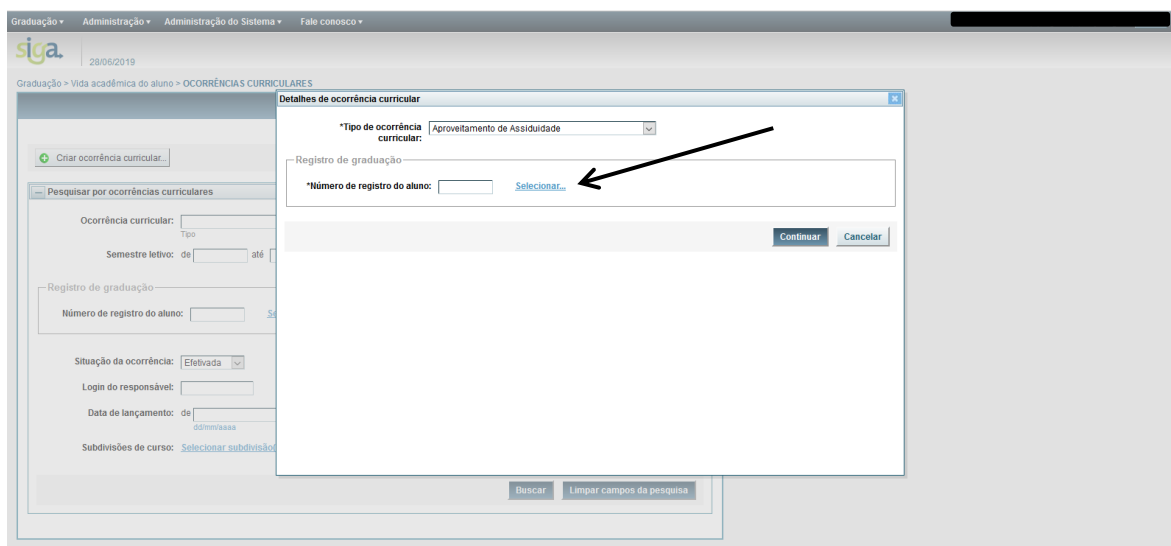 Graduação Administração Administração do Sistema Fale conosco
siga.
28/06/2019
Graduação > Vida acadêmica do aluno > OCORRÊNCIAS CURRICULARES
Detalhes de ocorrência curricular
*Tipo de ocorrência curricular: Aproveitamento de Assiduidade
Registro de graduação
*Número de registro do aluno: Selecionar...
Continuar Cancelar
Criar ocorrência curricular...
Pesquisar por ocorrências curriculares
Ocorrência curricular:
Tipo
Semestre letivo: de até
Registro de graduação
Número de registro do aluno: Se
Situação da ocorrência: Efetivada
Login do responsável:
Data de lançamento: de
dd/mm/aaaa
Subdivisões de curso: Selecionar subdivisão(
Buscar Limpar campos da pesquisa